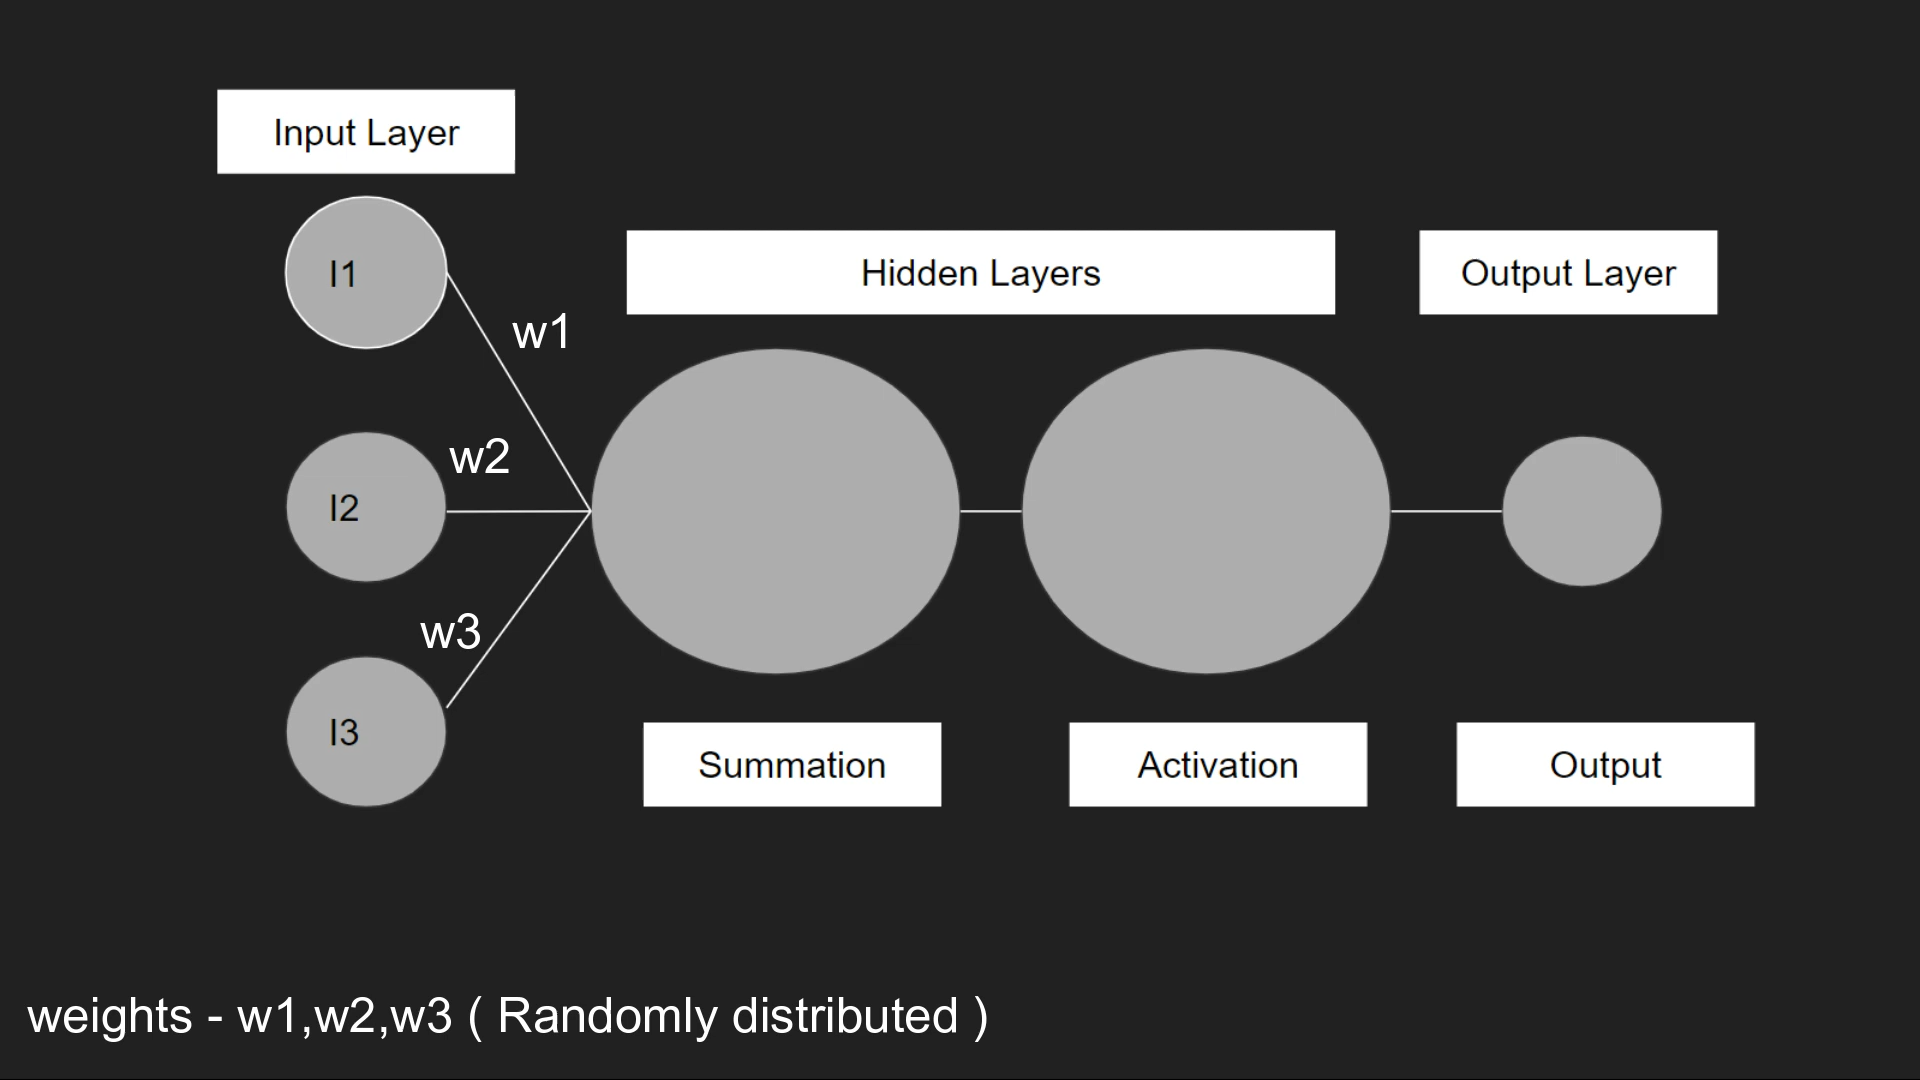 Input Layer
I1
w1
Hidden Layers
Output Layer
w2
I2
w3
I3
Summation
Activation
Output
weights - w1,w2,w3 ( Randomly distributed )